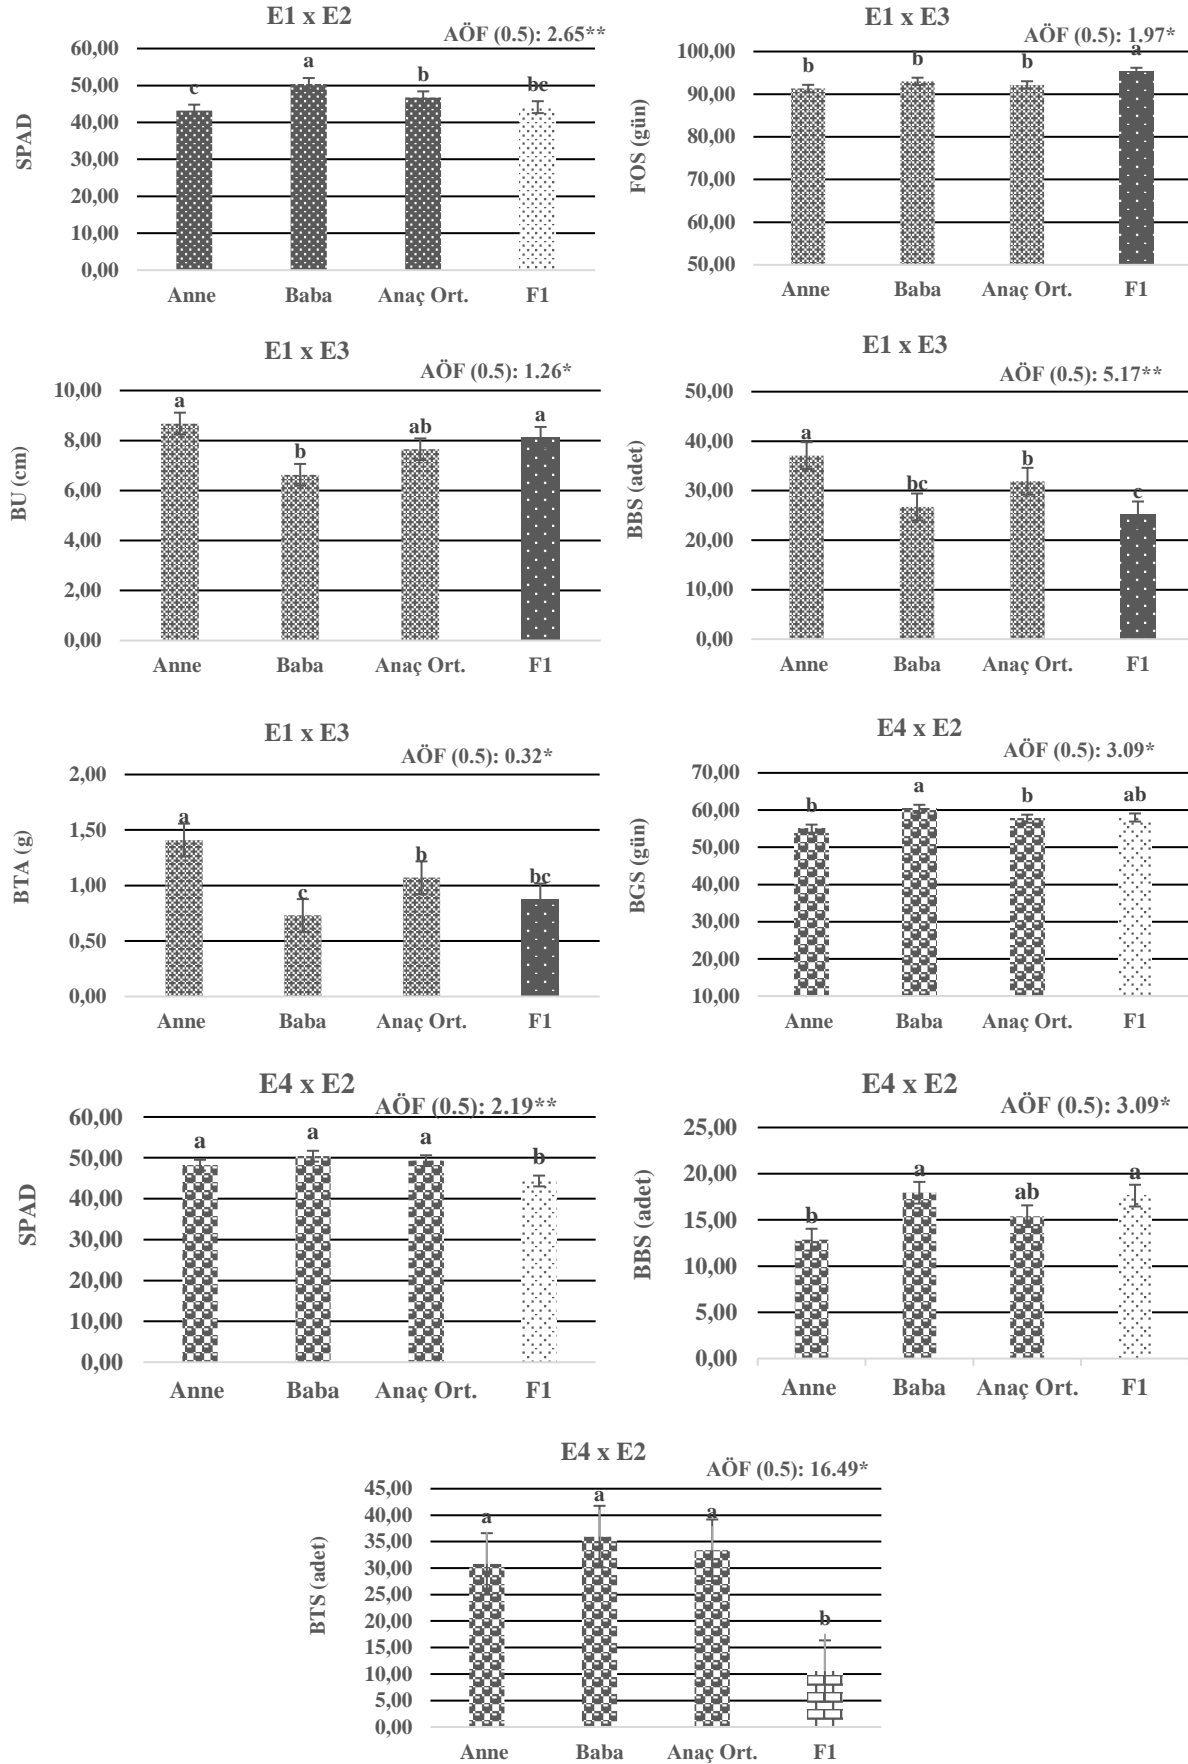 E1 x E2
AÖF (0.5): 2.65**
SPAD
60,00
50,00
40,00
30,00
20,00
10,00
0,00
c
a
b
bc
Anne Baba Anaç Ort. F1
E1 x E3
AÖF (0.5): 1.97*
FOS (gün)
100,00
90,00
80,00
70,00
60,00
50,00
b
b
b
a
Anne Baba Anaç Ort. F1
E1 x E3
AÖF (0.5): 1.26*
BU (cm)
10,00
8,00
6,00
4,00
2,00
0,00
a
b
ab
a
Anne Baba Anaç Ort. F1
E1 x E3
AÖF (0.5): 5.17**
BBS (adet)
50,00
40,00
30,00
20,00
10,00
0,00
a
bc
b
c
Anne Baba Anaç Ort. F1
E1 x E3
AÖF (0.5): 0.32*
BTA (g)
2,00
1,50
1,00
0,50
0,00
a
c
b
bc
Anne Baba Anaç Ort. F1
E4 x E2
AÖF (0.5): 3.09*
BGS (gün)
70,00
60,00
50,00
40,00
30,00
20,00
10,00
b
a
b
ab
Anne Baba Anaç Ort. F1
E4 x E2
AÖF (0.5): 2.19**
SPAD
60,00
50,00
40,00
30,00
20,00
10,00
0,00
a
a
a
b
Anne Baba Anaç Ort. F1
E4 x E2
AÖF (0.5): 3.09*
BBS (adet)
25,00
20,00
15,00
10,00
5,00
0,00
b
a
ab
a
Anne Baba Anaç Ort. F1
E4 x E2
AÖF (0.5): 16.49*
BTS (adet)
45,00
40,00
35,00
30,00
25,00
20,00
15,00
10,00
5,00
0,00
a
a
a
b
Anne Baba Anaç Ort. F1